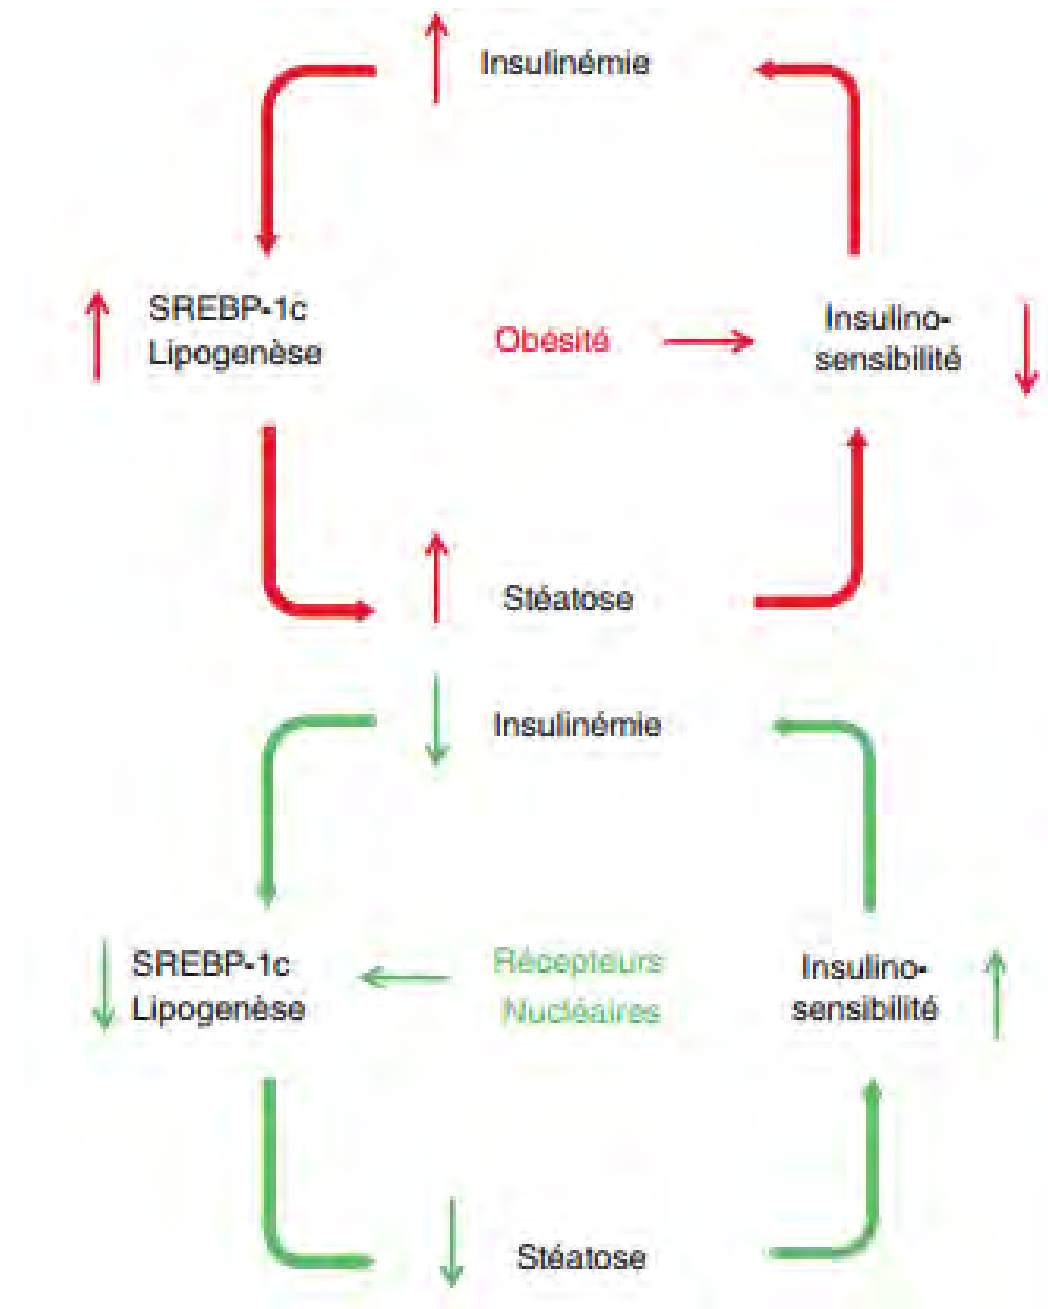 Insulinémie
SREBP-1c
Lipogenèse
Obésité
Insulino-
sensibilité
Stéatose
Insulinémie
SREBP-1c
Lipogenèse
Récepteurs
Nucléaires
Insulino-
sensibilité
Stéatose